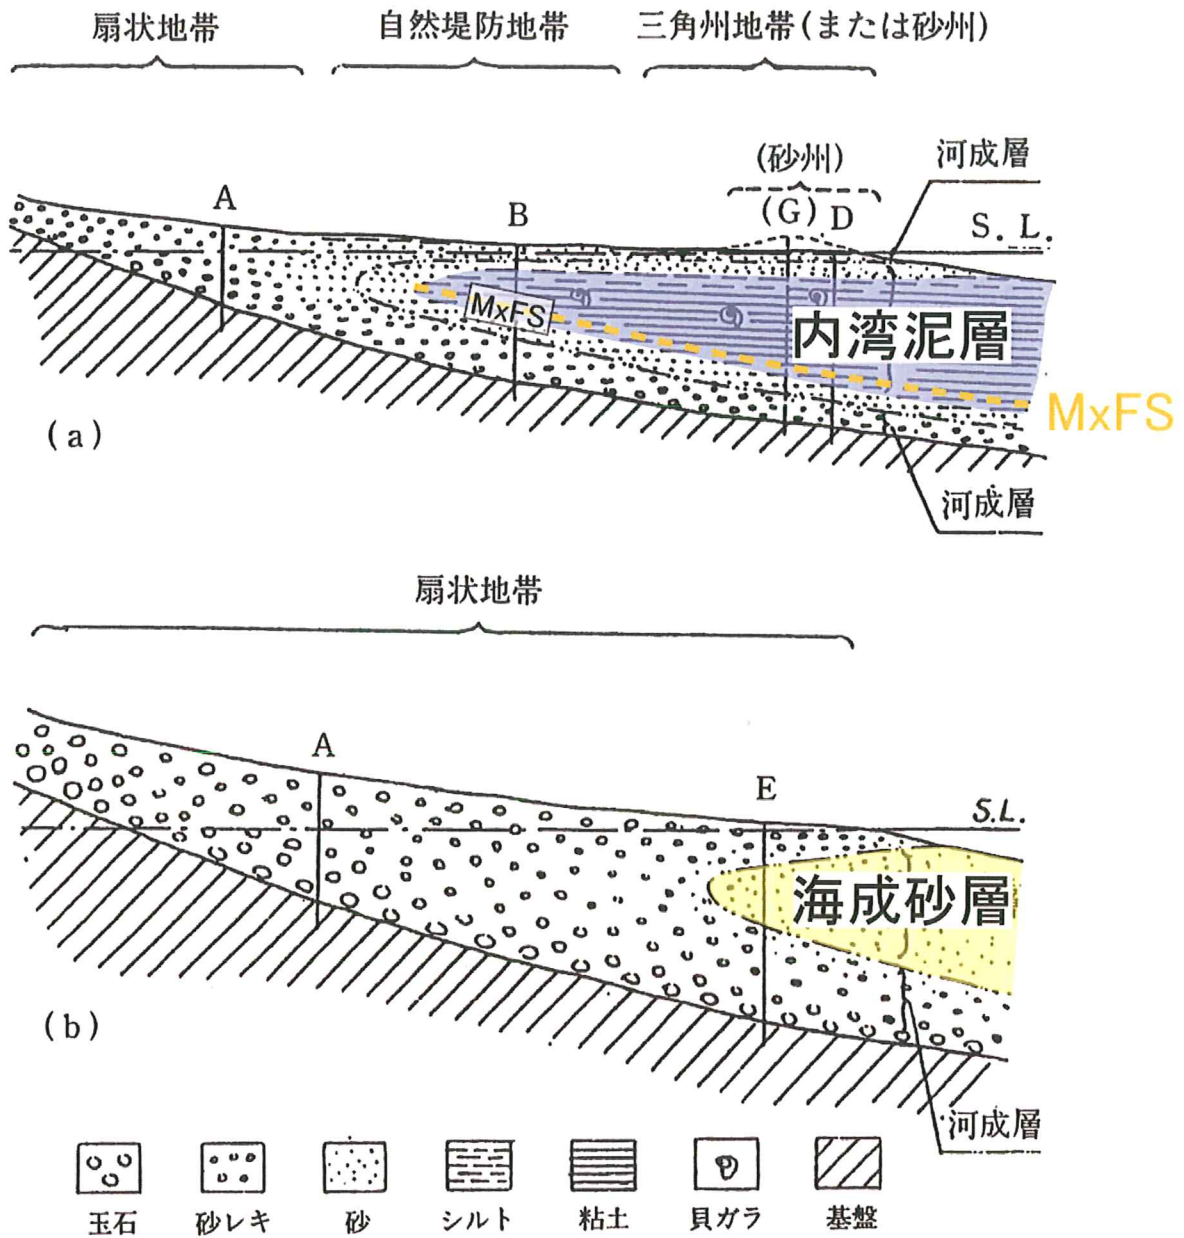 扇状地帯
自然堤防地帯
三角州地帯(または砂州)
(砂州)
河成層
A
B
(G)
D
S. L.
MxFS
内湾泥層
MxFS
(a)
河成層
扇状地帯
A
E
S.L.
海成砂層
(b)
河成層
玉石
砂レキ
砂
シルト
粘土
貝ガラ
基盤